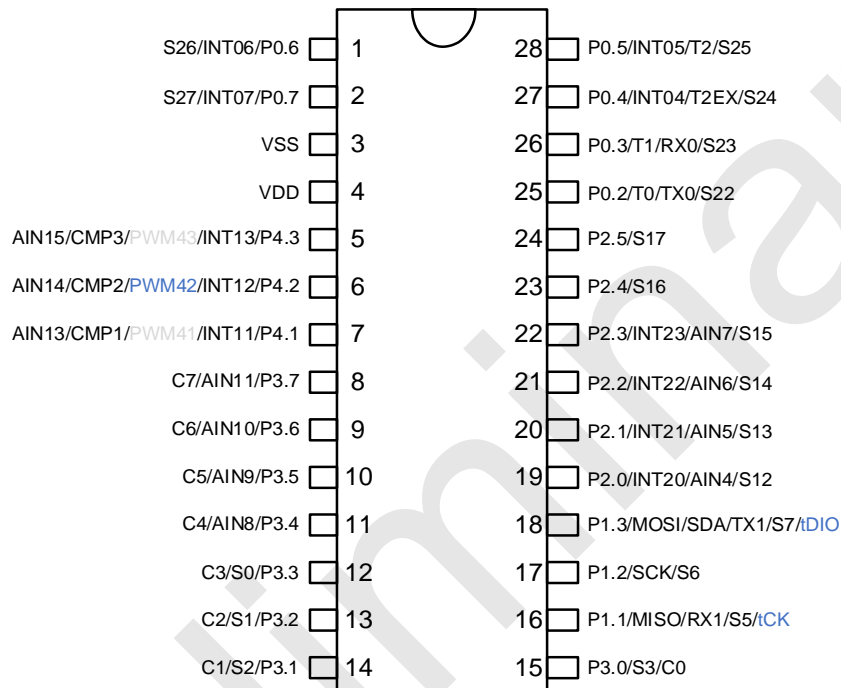 S26/INT06/P0.6 1 28 P0.5/INT05/T2/S25
S27/INT07/P0.7 2 27 P0.4/INT04/T2EX/S24
VSS 3 26 P0.3/T1/RX0/S23
VDD 4 25 P0.2/T0/TX0/S22
AIN15/CMP3/PWM43/INT13/P4.3 5 24 P2.5/S17
AIN14/CMP2/PWM42/INT12/P4.2 6 23 P2.4/S16
AIN13/CMP1/PWM41/INT11/P4.1 7 22 P2.3/INT23/AIN7/S15
C7/AIN11/P3.7 8 21 P2.2/INT22/AIN6/S14
C6/AIN10/P3.6 9 20 P2.1/INT21/AIN5/S13
C5/AIN9/P3.5 10 19 P2.0/INT20/AIN4/S12
C4/AIN8/P3.4 11 18 P1.3/MOSI/SDA/TX1/S7/tDIO
C3/S0/P3.3 12 17 P1.2/SCK/S6
C2/S1/P3.2 13 16 P1.1/MISO/RX1/S5/tCK
C1/S2/P3.1 14 15 P3.0/S3/C0